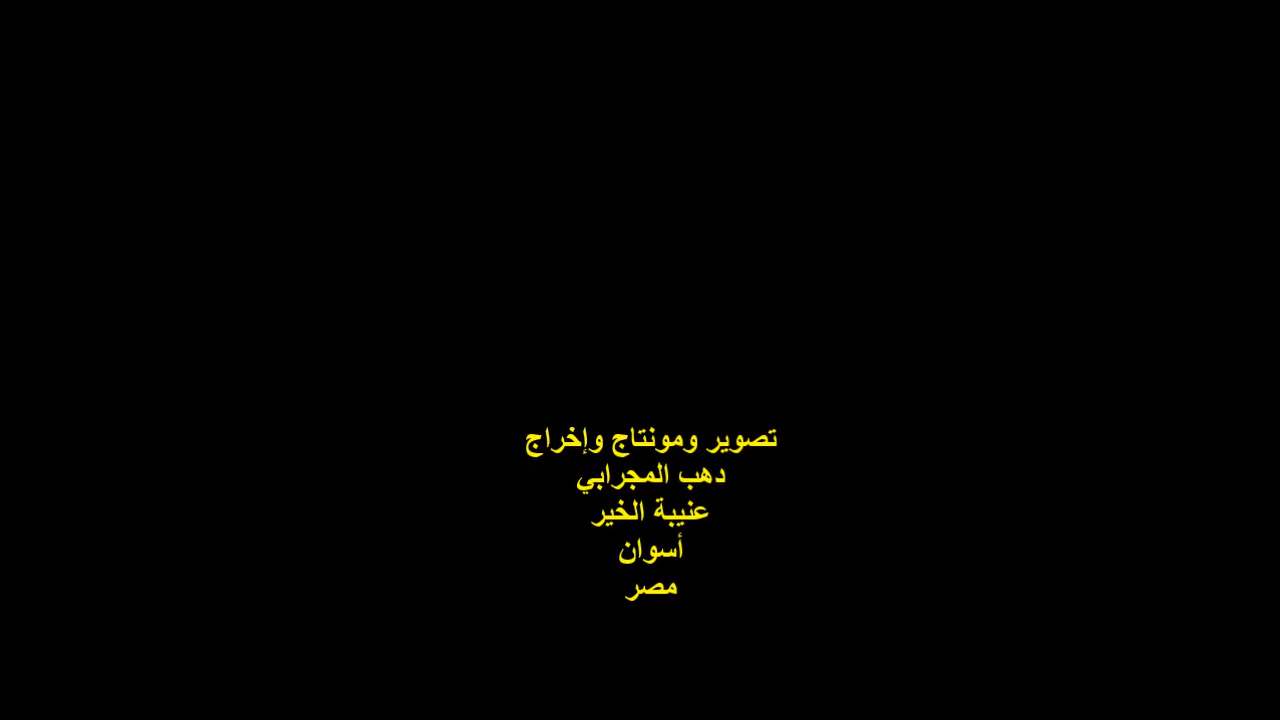 تصوير ومونتاج وإخراج
دهب المجرابي
عنيبة الخير
أسوان
مصر